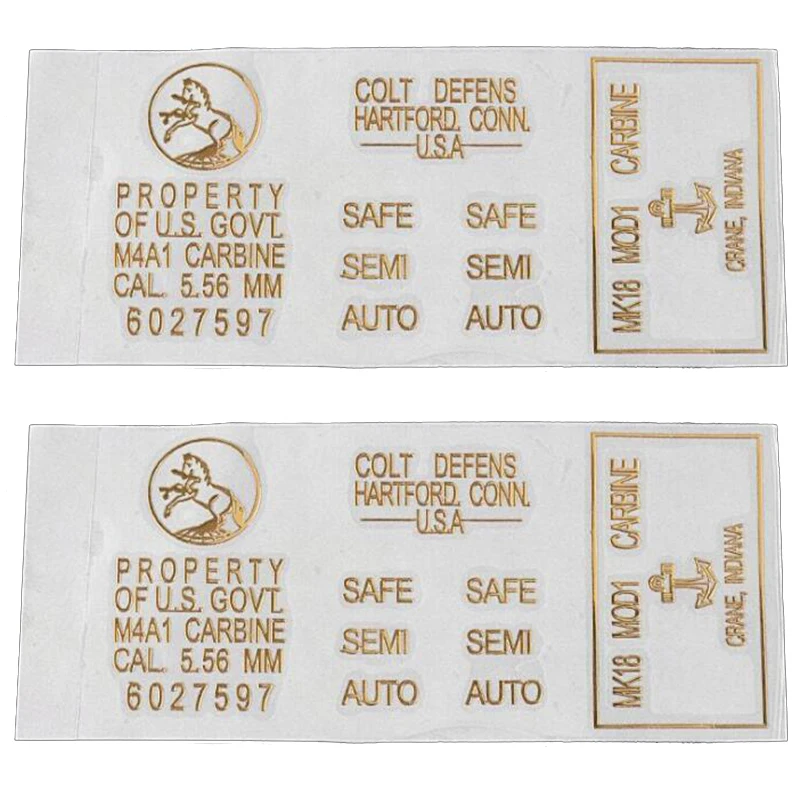 PROPERTY
OF U.S. GOVT.
M4A1 CARBINE
CAL. 5.56 MM
6027597
COLT DEFENS
HARTFORD. CONN.
U.S.A
SAFE SAFE
SEMI SEMI
AUTO AUTO
MK18 MOD1 CARBINE
CRANE, INDIANA
PROPERTY
OF U.S. GOVT.
M4A1 CARBINE
CAL. 5.56 MM
6027597
COLT DEFENS
HARTFORD. CONN.
U.S.A
SAFE SAFE
SEMI SEMI
AUTO AUTO
MK18 MOD1 CARBINE
CRANE, INDIANA